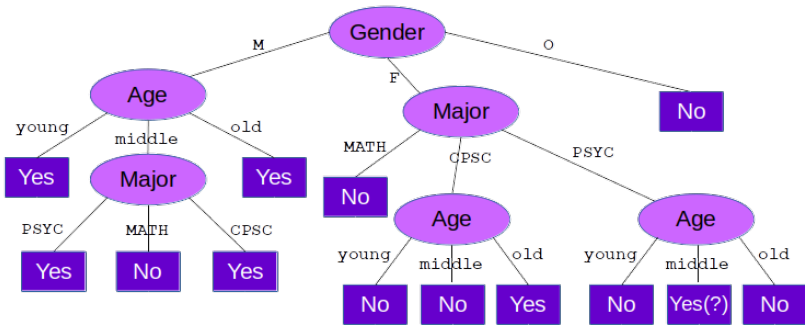 Gender
M
F
O
Age
Major
No
young
middle
old
MATH
CPSC
PSYC
Yes
Major
Yes
No
Age
Age
PSYC
MATH
CPSC
young
middle
old
young
middle
old
Yes
No
Yes
No
No
Yes
No
Yes(?)
No